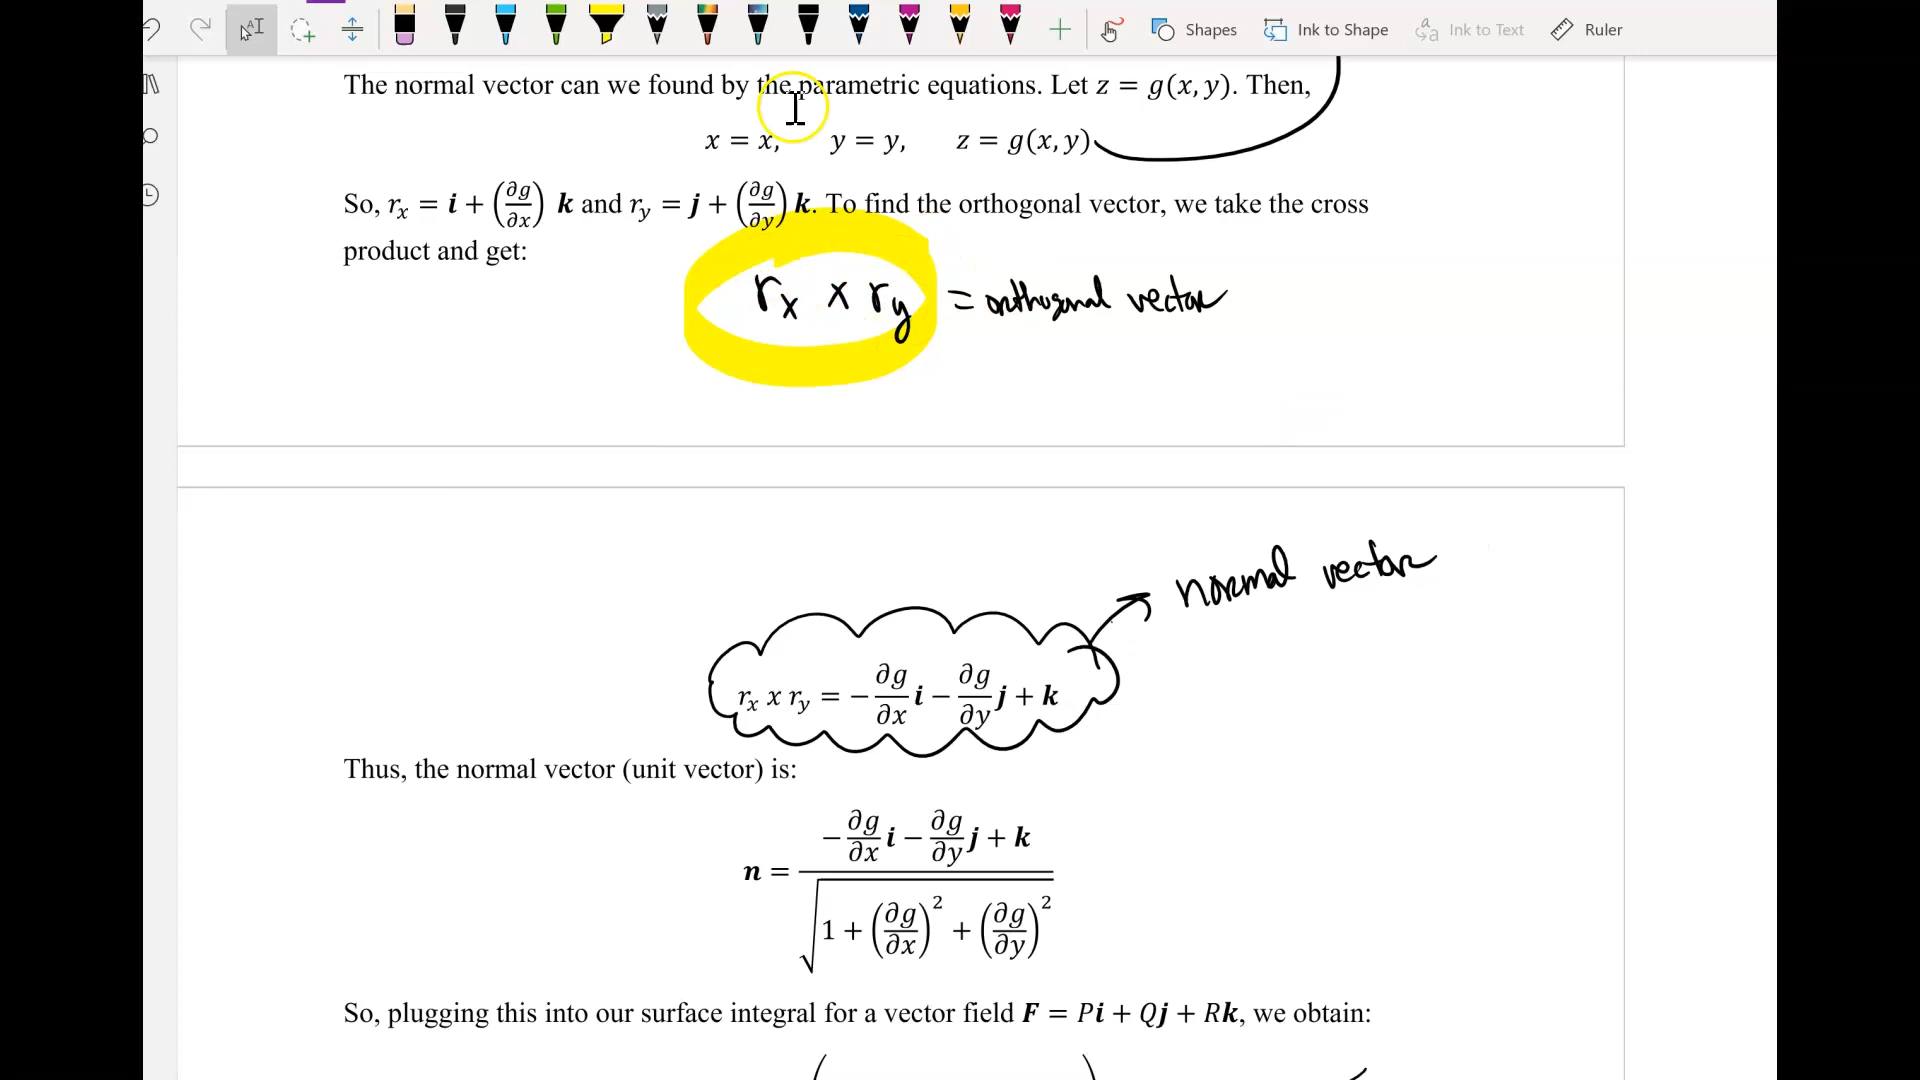 Shapes Ink to Shape Ink to Text Ruler
The normal vector can we found by the parametric equations. Let z = g(x, y). Then,
x = x, y = y, z = g(x, y)
So, r_x = i + (∂g/∂x) k and r_y = j + (∂g/∂y) k. To find the orthogonal vector, we take the cross
product and get:
r_x x r_y = orthogonal vector
normal vector
r_x x r_y = −∂g/∂x i − ∂g/∂y j + k
Thus, the normal vector (unit vector) is:
n = (−∂g/∂x i − ∂g/∂y j + k) / √(1 + (∂g/∂x)² + (∂g/∂y)²)
So, plugging this into our surface integral for a vector field F = Pi + Qj + Rk, we obtain: